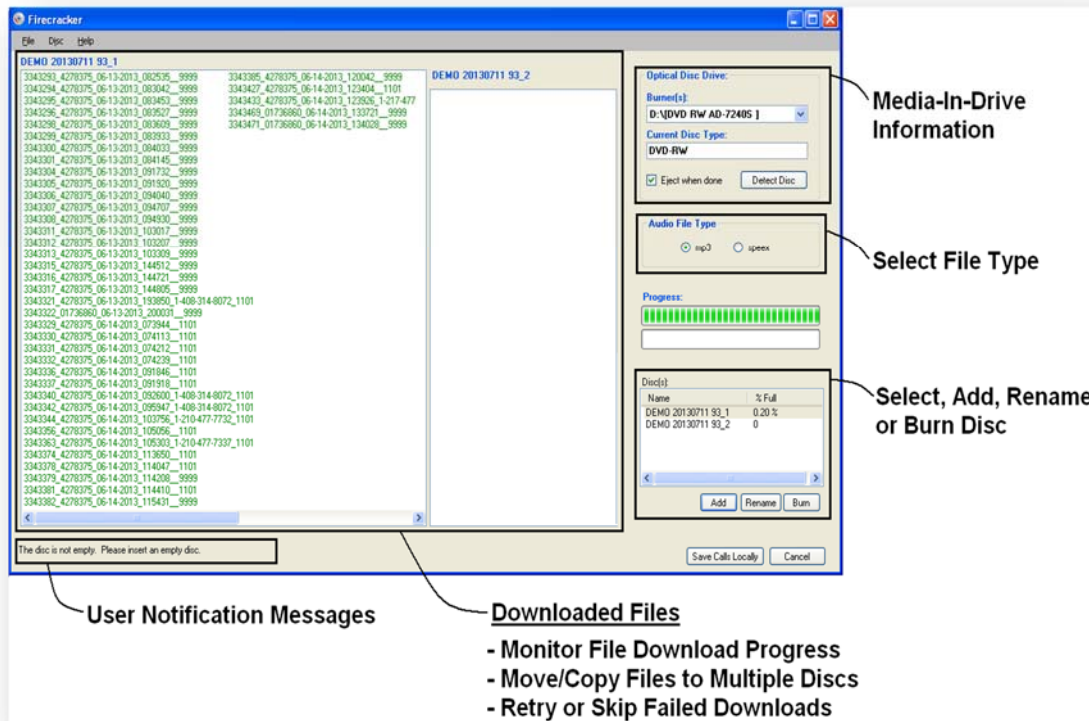 Firecracker
File Disc Help
DEMO 20130711 93_1
3343293_4278375_06-13-2013_082535__9999
3343294_4278375_06-13-2013_083042__9999
3343295_4278375_06-13-2013_083453__9999
3343296_4278375_06-13-2013_083527__9999
3343298_4278375_06-13-2013_083609__9999
3343299_4278375_06-13-2013_083933__9999
3343300_4278375_06-13-2013_084033__9999
3343301_4278375_06-13-2013_084145__9999
3343304_4278375_06-13-2013_091732__9999
3343305_4278375_06-13-2013_091920__9999
3343306_4278375_06-13-2013_094040__9999
3343307_4278375_06-13-2013_094707__9999
3343308_4278375_06-13-2013_094930__9999
3343311_4278375_06-13-2013_103017__9999
3343312_4278375_06-13-2013_103207__9999
3343313_4278375_06-13-2013_103309__9999
3343315_4278375_06-13-2013_144512__9999
3343316_4278375_06-13-2013_144721__9999
3343317_4278375_06-13-2013_144805__9999
3343321_4278375_06-13-2013_193850_1-408-314-8072_1101
3343322_01736860_06-13-2013_200031__9999
3343329_4278375_06-14-2013_073944__1101
3343330_4278375_06-14-2013_074113__1101
3343331_4278375_06-14-2013_074212__1101
3343332_4278375_06-14-2013_074239__1101
3343336_4278375_06-14-2013_091846__1101
3343337_4278375_06-14-2013_091918__1101
3343340_4278375_06-14-2013_092600_1-408-314-8072_1101
3343342_4278375_06-14-2013_095947_1-408-314-8072_1101
3343344_4278375_06-14-2013_103756_1-210-477-7732_1101
3343356_4278375_06-14-2013_105056__1101
3343363_4278375_06-14-2013_105303_1-210-477-7337_1101
3343374_4278375_06-14-2013_113650__1101
3343378_4278375_06-14-2013_114047__1101
3343379_4278375_06-14-2013_114208__9999
3343381_4278375_06-14-2013_114410__1101
3343382_4278375_06-14-2013_115431__9999
3343385_4278375_06-14-2013_120042__9999
3343427_4278375_06-14-2013_123404__1101
3343433_4278375_06-14-2013_123926_1-217-477
3343469_01736860_06-14-2013_133721__9999
3343471_01736860_06-14-2013_134028__9999
DEMO 20130711 93_2
Optical Disc Drive:
Burner(s):
D:\[DVD RW AD-7240S ]
Current Disc Type:
DVD-RW
Eject when done
Detect Disc
Audio File Type
mp3 speex
Progress:
Disc(s):
Name % Full
DEMO 20130711 93_1 0.20 %
DEMO 20130711 93_2 0
Add Rename Burn
The disc is not empty. Please insert an empty disc.
Save Calls Locally Cancel
Media-In-Drive
Information
Select File Type
Select, Add, Rename
or Burn Disc
User Notification Messages
Downloaded Files
- Monitor File Download Progress
- Move/Copy Files to Multiple Discs
- Retry or Skip Failed Downloads